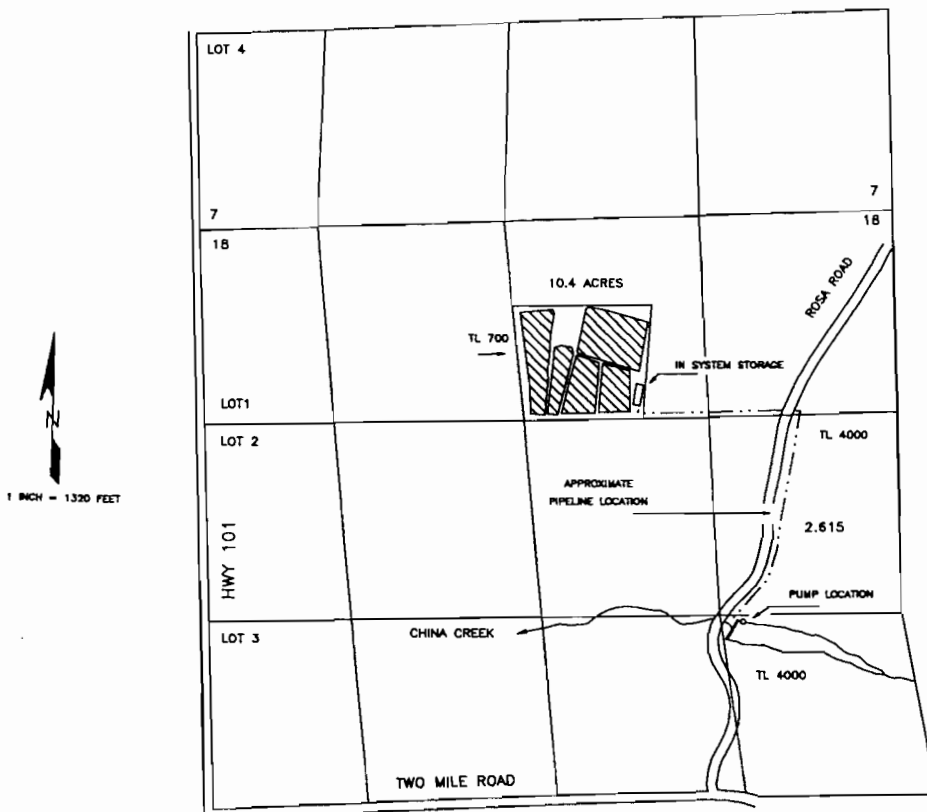 LOT 4
7
7
18
18
ROSA ROAD
10.4 ACRES
TL 700
IN SYSTEM STORAGE
LOT1
LOT 2
TL 4000
N
1 INCH = 1320 FEET
APPROXIMATE
PIPELINE LOCATION
2.615
HWY 101
PUMP LOCATION
LOT 3
CHINA CREEK
TL 4000
TWO MILE ROAD